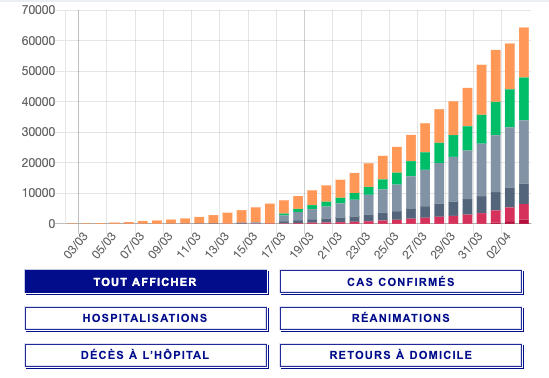 70000
60000
50000
40000
30000
20000
10000
0
03/03 05/03 07/03 09/03 11/03 13/03 15/03 17/03 19/03 21/03 23/03 25/03 27/03 29/03 31/03 02/04
TOUT AFFICHER CAS CONFIRMÉS
HOSPITALISATIONS RÉANIMATIONS
DÉCÈS À L'HÔPITAL RETOURS À DOMICILE